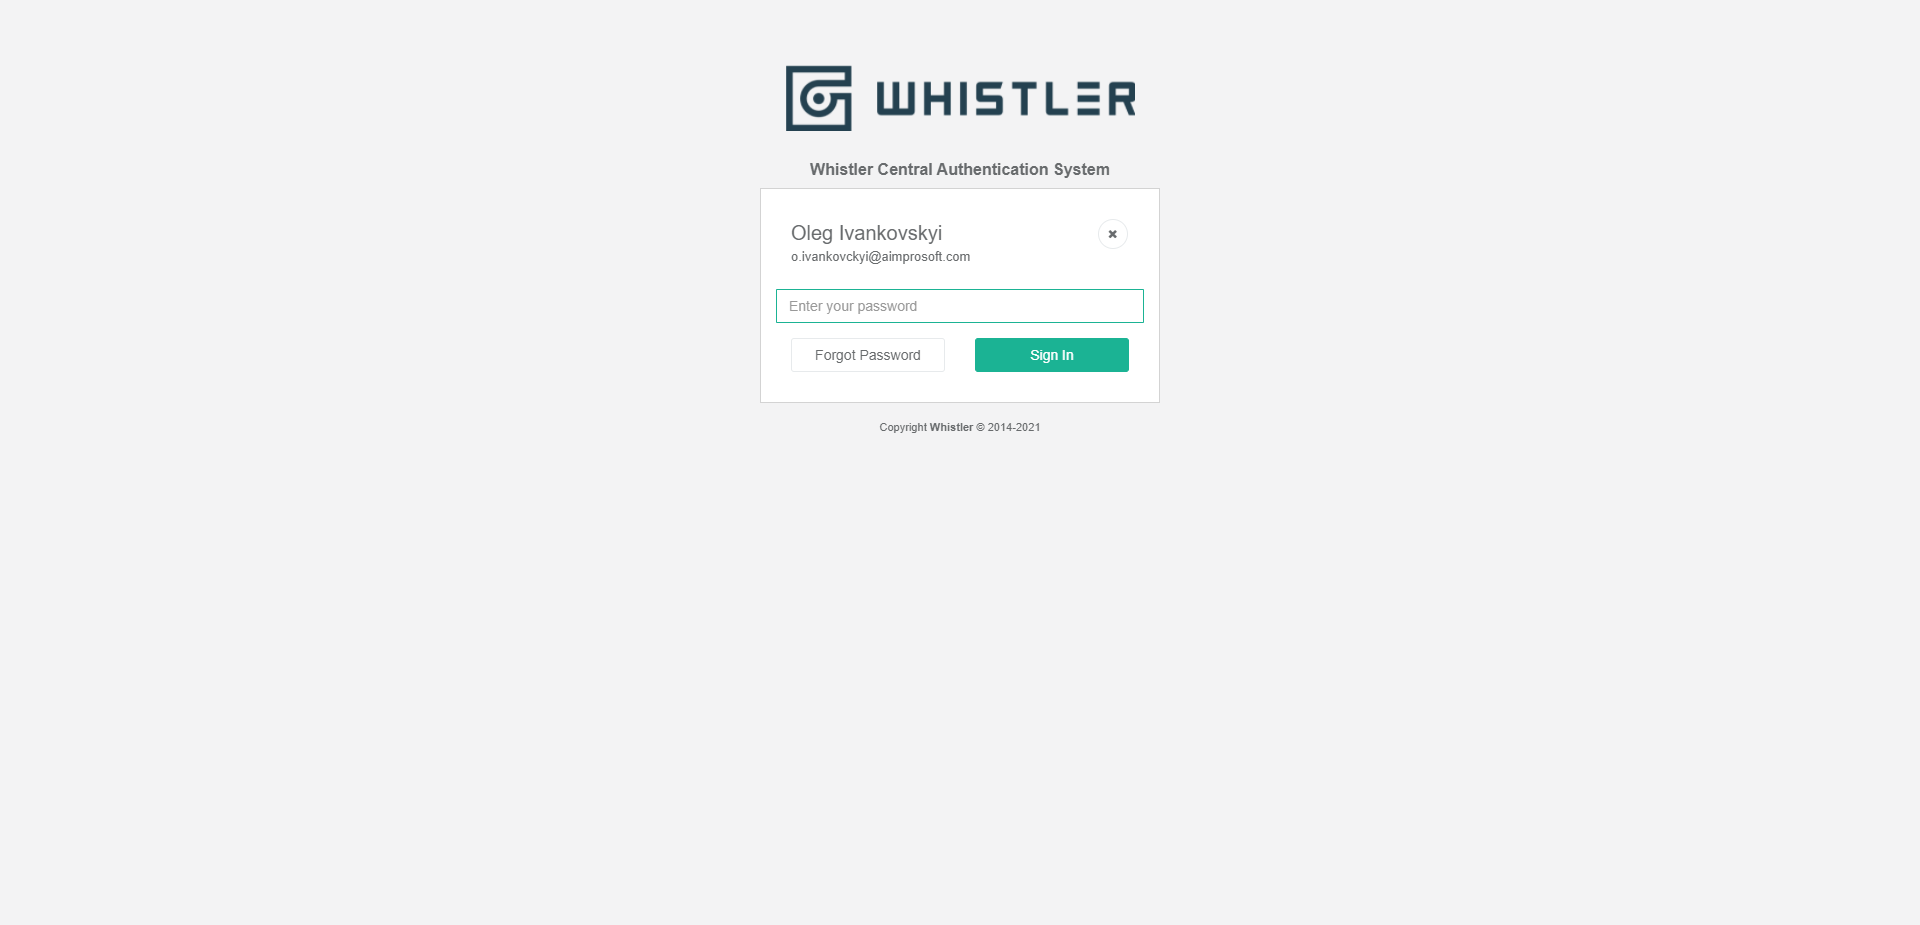 WHISTLER
Whistler Central Authentication System
Oleg Ivankovskyi
o.ivankovckyi@aimprosoft.com
Enter your password
Forgot Password
Sign In
Copyright Whistler © 2014-2021